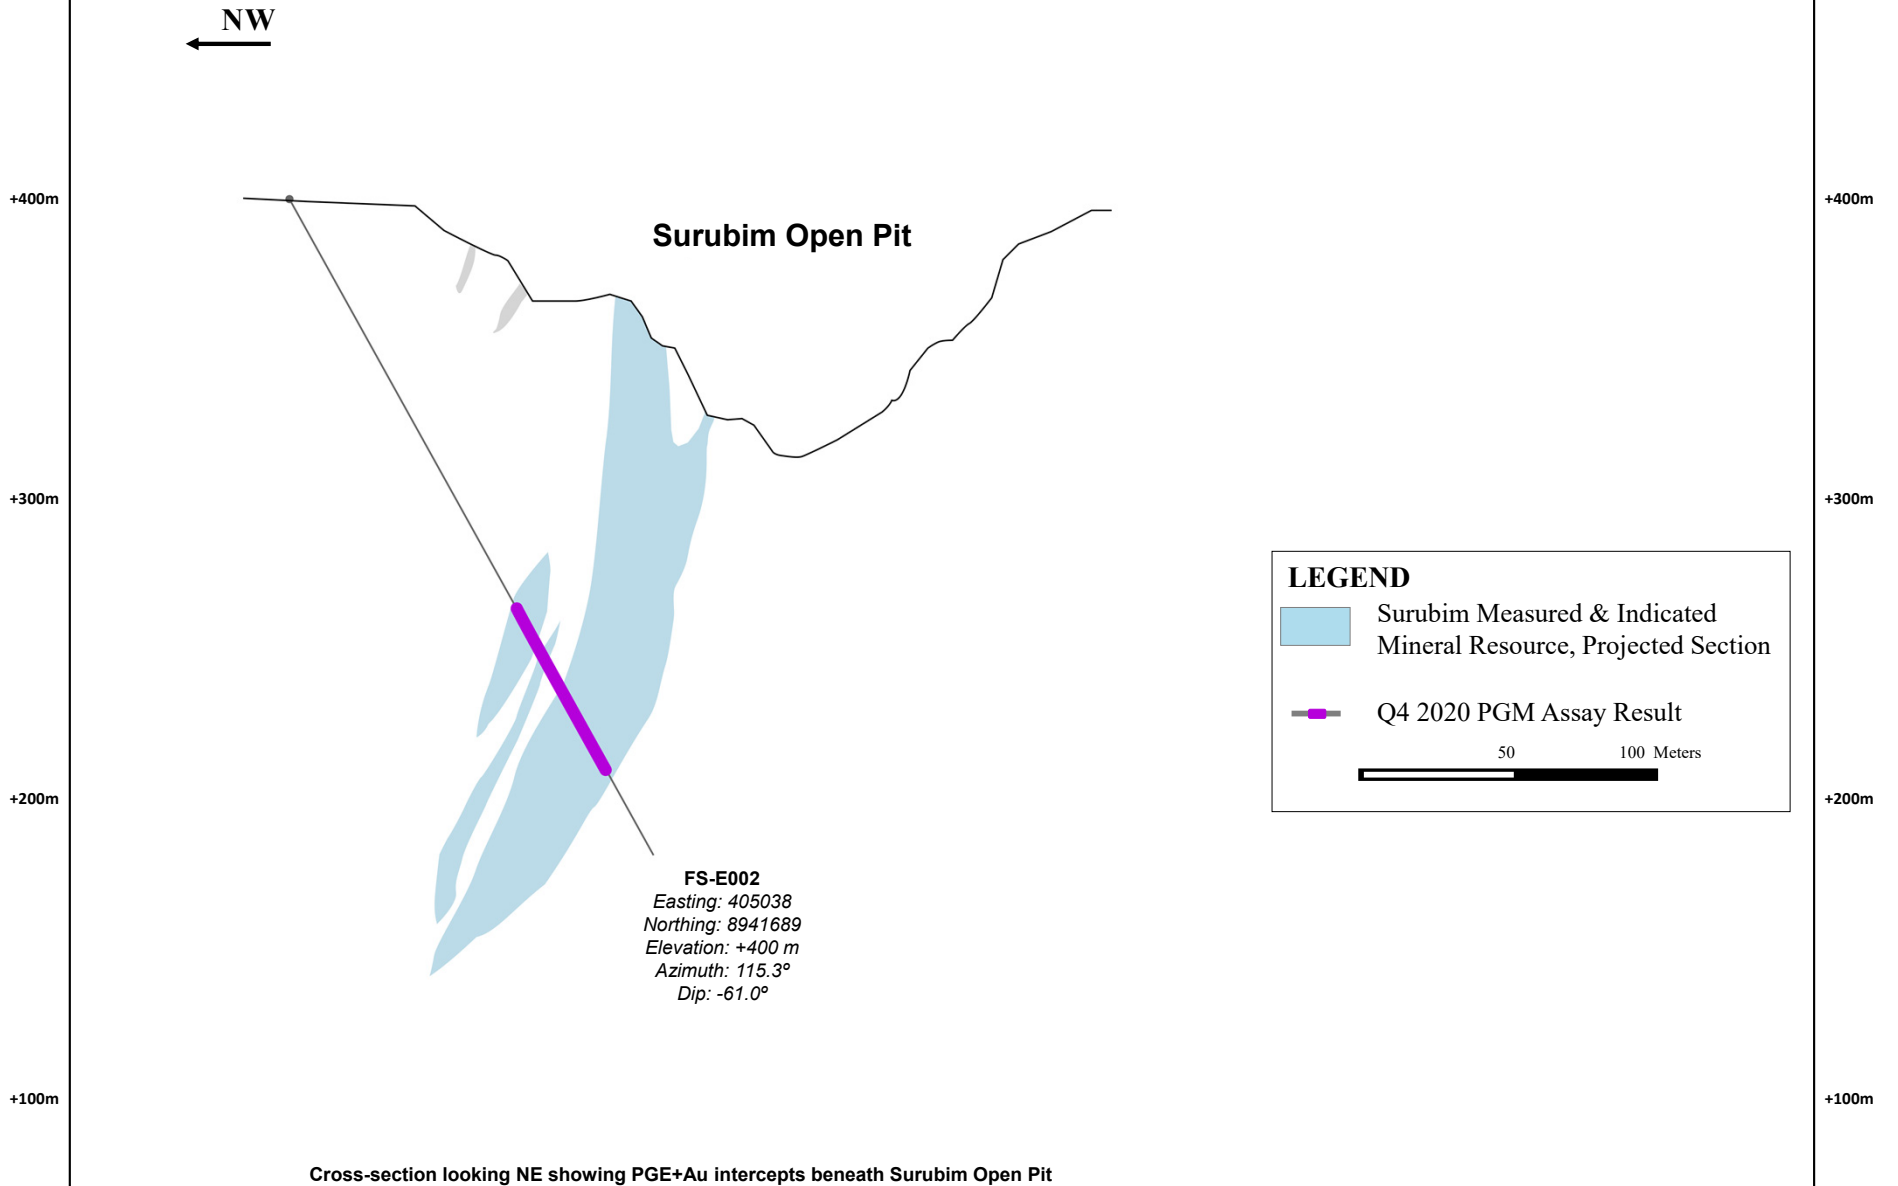 NW
+400m
+400m
Surubim Open Pit
+300m
+300m
LEGEND
Surubim Measured & Indicated
Mineral Resource, Projected Section
Q4 2020 PGM Assay Result
50 100 Meters
+200m
+200m
FS-E002
Easting: 405038
Northing: 8941689
Elevation: +400 m
Azimuth: 115.3º
Dip: -61.0º
+100m
+100m
Cross-section looking NE showing PGE+Au intercepts beneath Surubim Open Pit